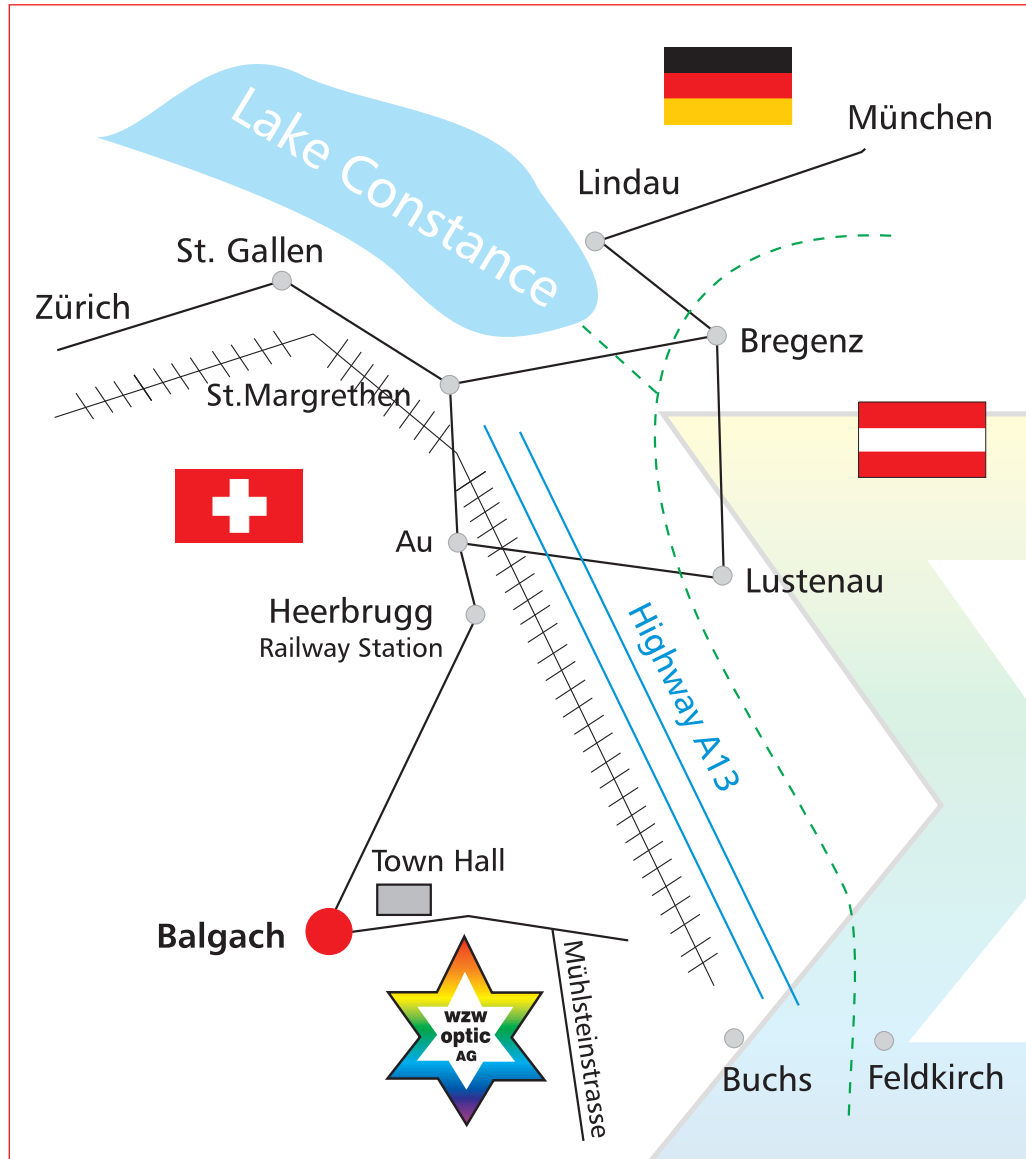 München
Lake Constance
Lindau
St. Gallen
Zürich
Bregenz
St.Margrethen
Au
Lustenau
Heerbrugg
Railway Station
Highway A13
Town Hall
Balgach
Mühlsteinstrasse
wzw
optic
AG
Buchs
Feldkirch